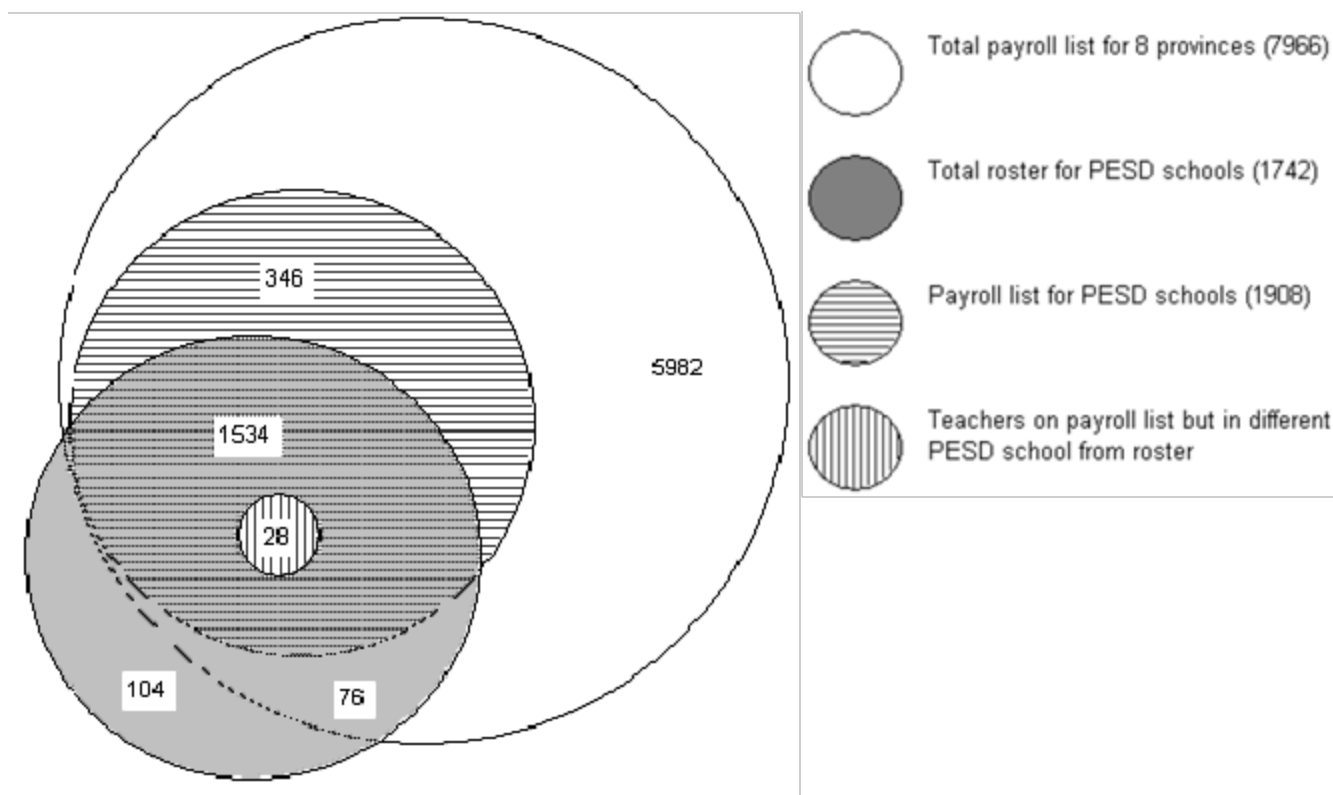 346
5982
1534
28
104
76
Total payroll list for 8 provinces (7966)
Total roster for PESD schools (1742)
Payroll list for PESD schools (1908)
Teachers on payroll list but in different
PESD school from roster